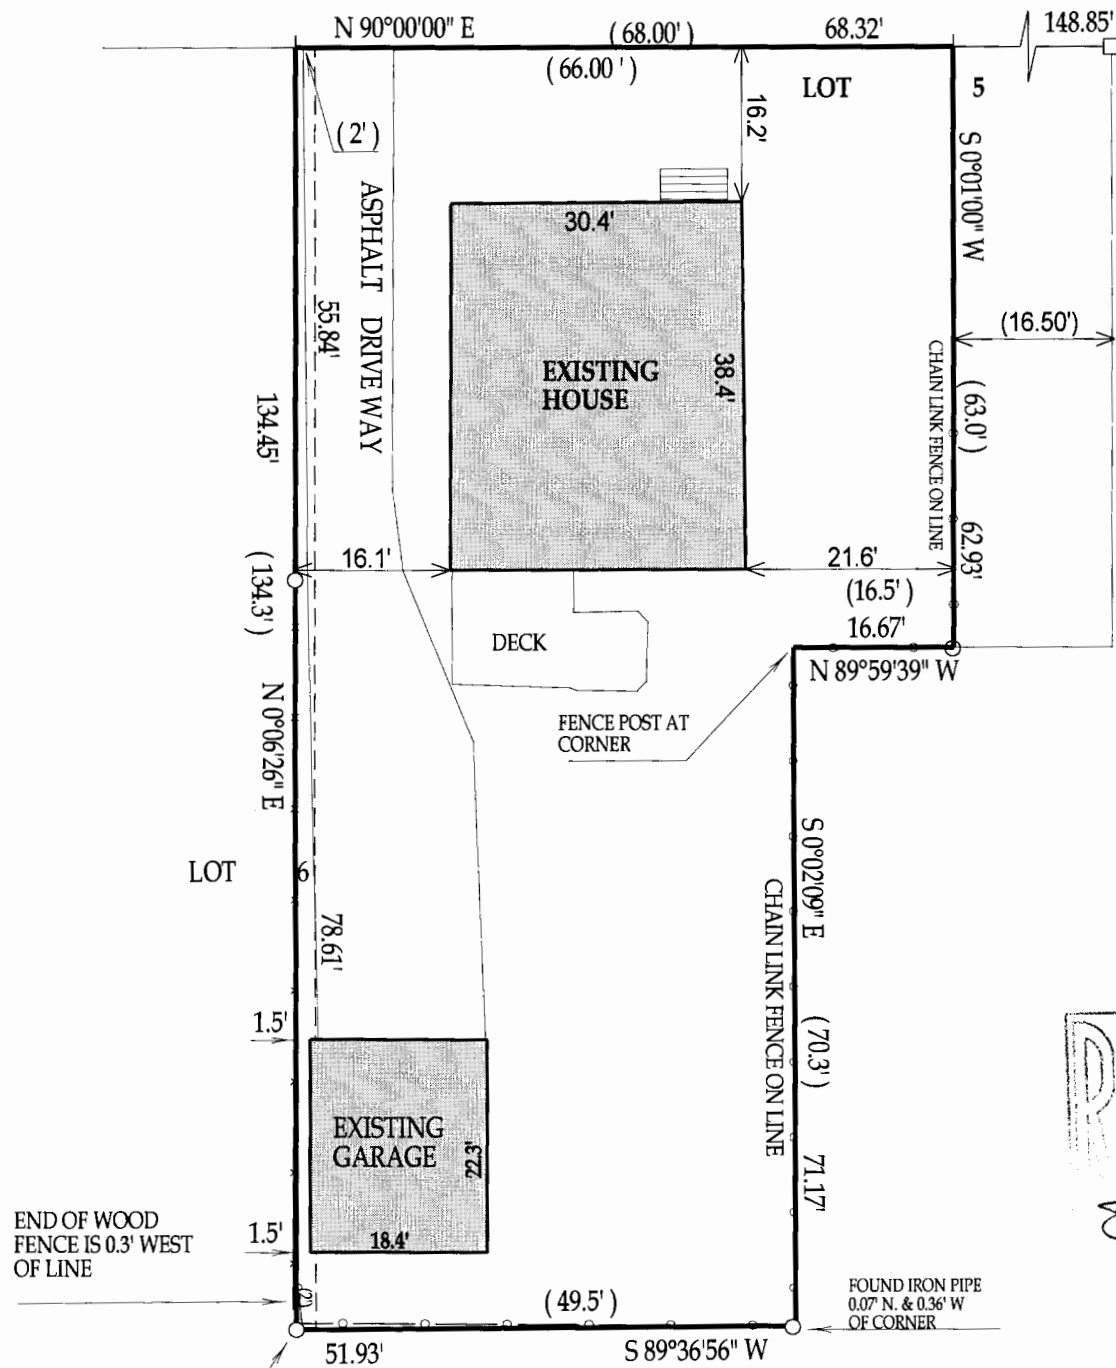 N 90°00'00" E
( 68.00' )
68.32'
148.85'
( 66.00 ' )
LOT
5
( 2' )
16.2'
S 0°01'00" W
ASPHALT DRIVE WAY
30.4'
55.84'
(16.50')
EXISTING
HOUSE
38.4'
CHAIN LINK FENCE ON LINE
( 63.0' )
134.45'
62.93'
16.1'
21.6'
( 134.3' )
(16.5' )
16.67'
DECK
N 89°59'39" W
N 0°06'26" E
FENCE POST AT
CORNER
S 0°02'09" E
LOT
6
CHAIN LINK FENCE ON LINE
78.61'
1.5'
( 70.3' )
EXISTING
GARAGE
22.3'
71.17'
END OF WOOD
FENCE IS 0.3' WEST
OF LINE
1.5'
18.4'
(2')
( 49.5' )
FOUND IRON PIPE
0.07' N. & 0.36' W
OF CORNER
51.93'
S 89°36'56" W